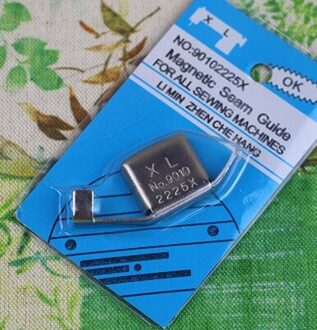 X L
NO:90102225X
Magnetic Seam Guide
FOR ALL SEWING MACHINES
LI MIN ZHEN CHE HANG
OK
X L
No.9010
2225X